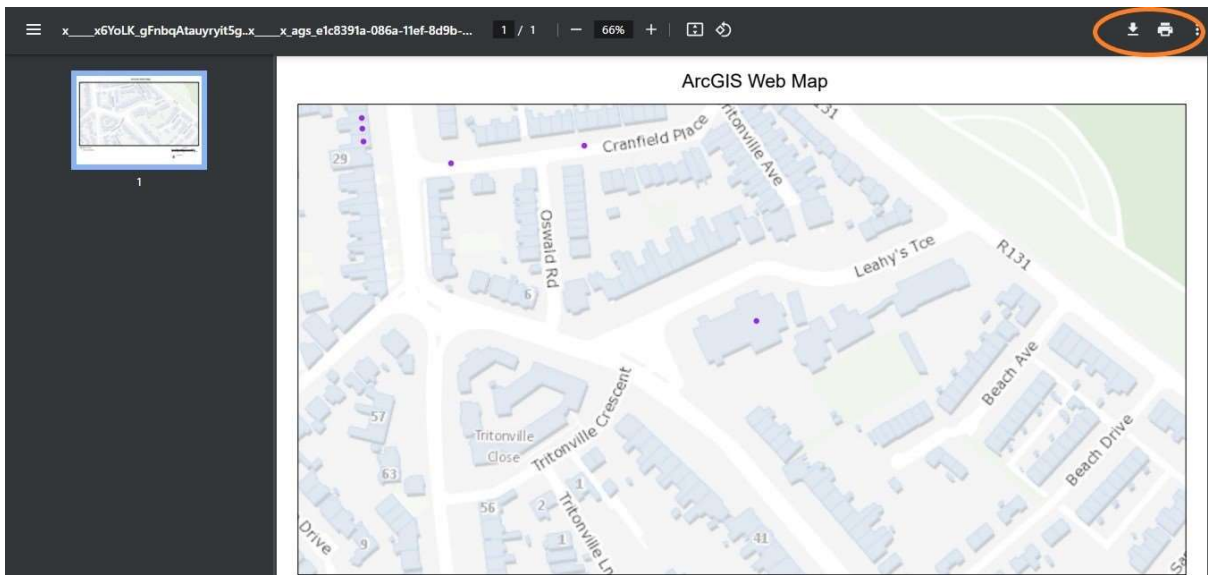 x____x6YoLK_gFnbqAtauyryit5g..x____x_ags_e1c8391a-086a-11ef-8d9b-...
1 / 1
66%
1
ArcGIS Web Map
R131
Tritonville Ave
Cranfield Place
29
Oswald Rd
Leahy's Tce
R131
6
Beach Ave
Tritonville Crescent
57
Tritonville
Close
Beach Drive
63
1
56
2
Tritonville Ln
Drive
9
1
41